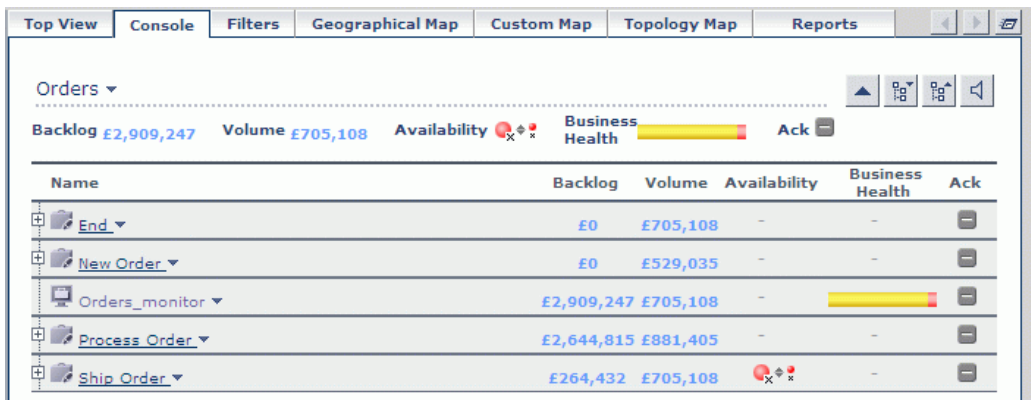 Top View Console Filters Geographical Map Custom Map Topology Map Reports
Orders
Backlog £2,909,247 Volume £705,108 Availability Business Health Ack
Name Backlog Volume Availability Business Health Ack
End £0 £705,108 - -
New Order £0 £529,035 - -
Orders_monitor £2,909,247 £705,108 -
Process Order £2,644,815 £881,405 - -
Ship Order £264,432 £705,108 -